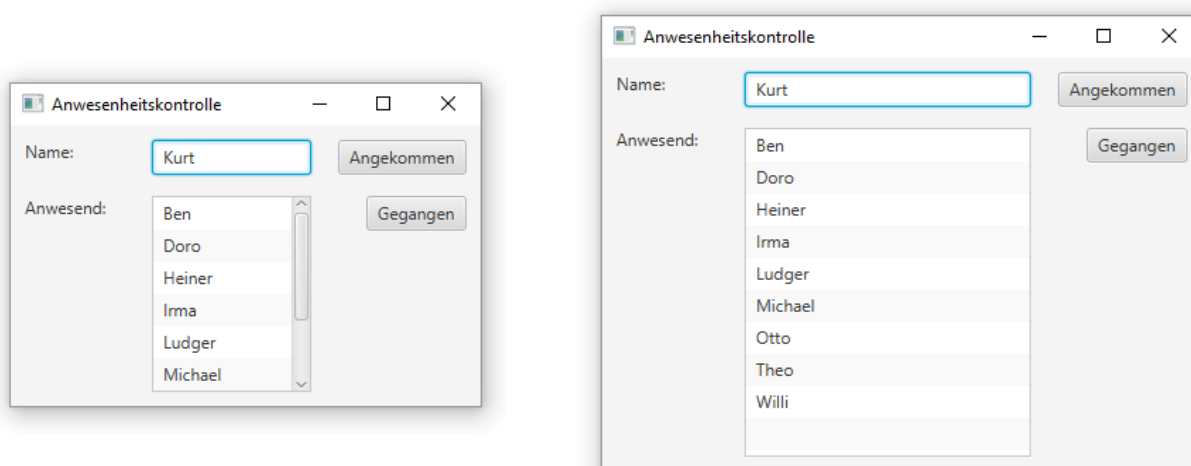 Anwesenheitskontrolle
Name:
Kurt
Angekommen
Anwesend:
Ben
Gegangen
Doro
Heiner
Irma
Ludger
Michael
Anwesenheitskontrolle
Name:
Kurt
Angekommen
Anwesend:
Ben
Gegangen
Doro
Heiner
Irma
Ludger
Michael
Otto
Theo
Willi